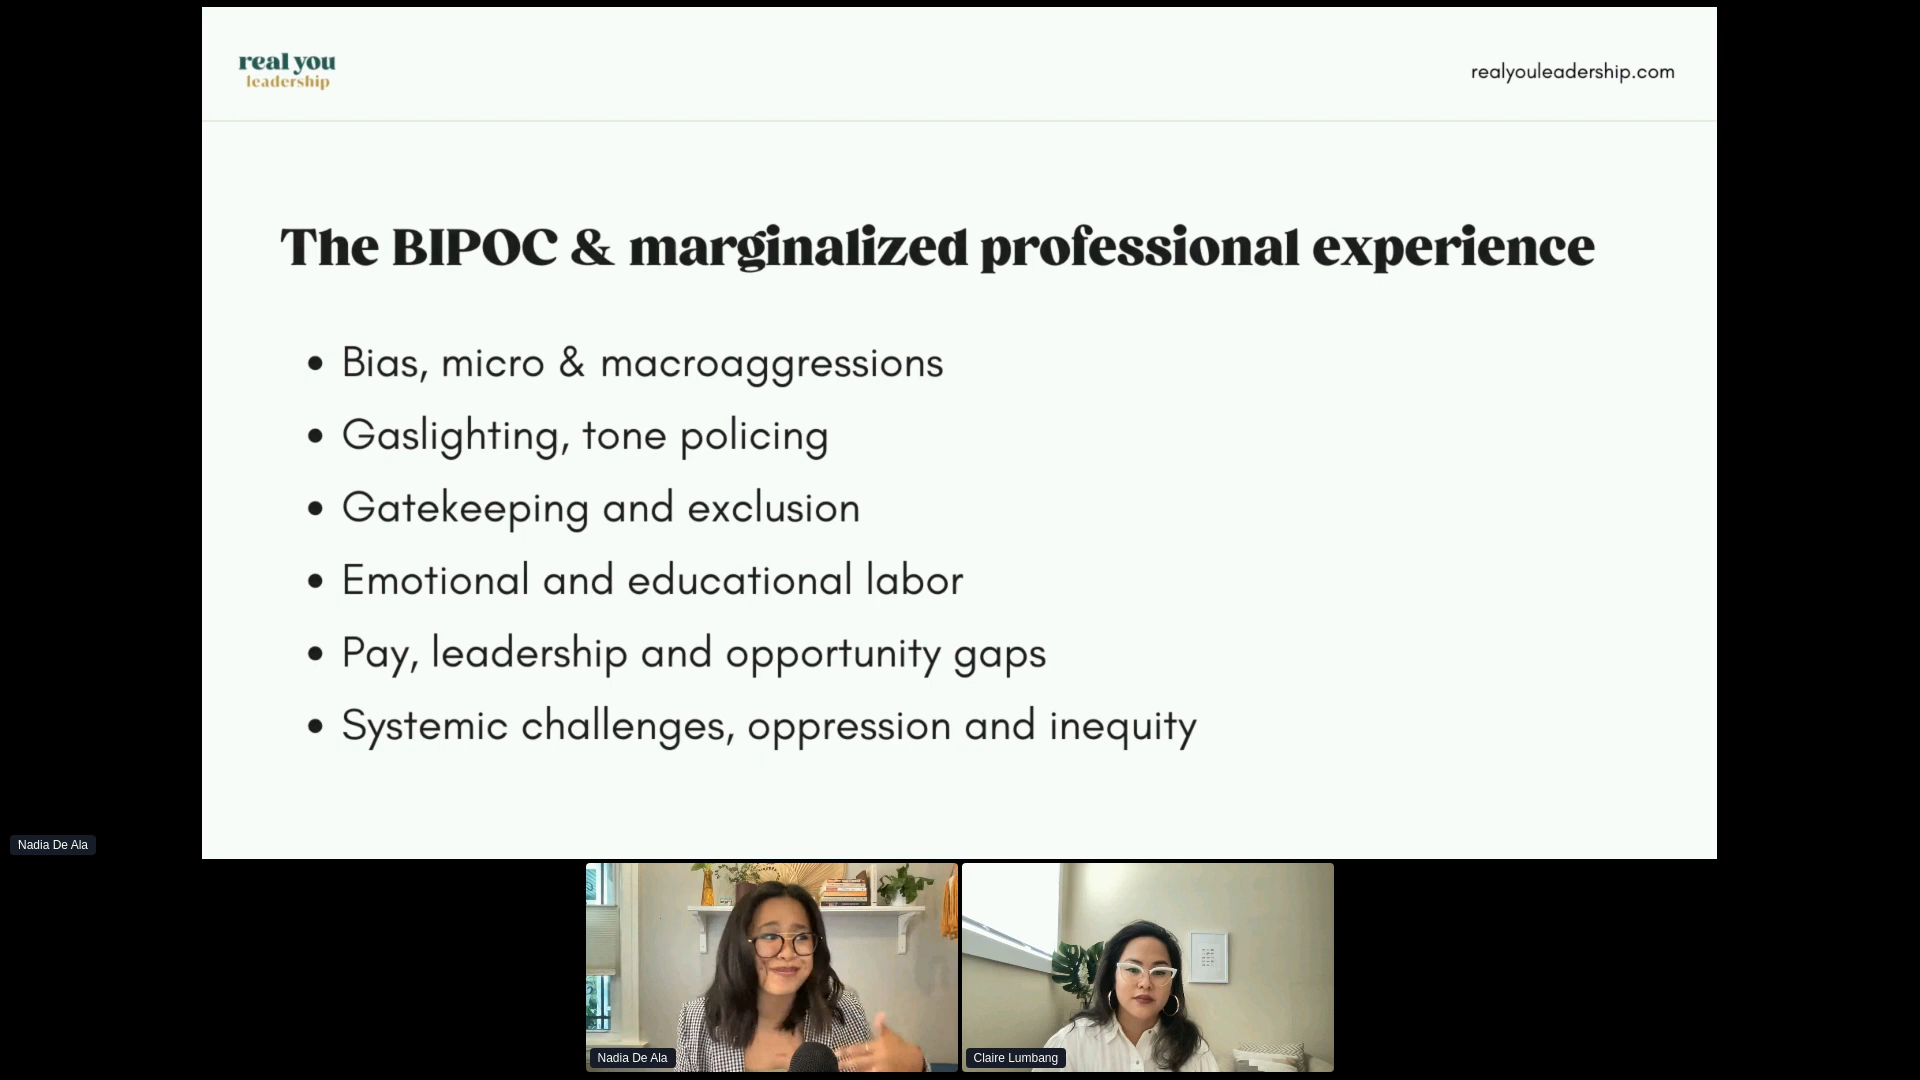 real you
leadership
realyouleadership.com
The BIPOC & marginalized professional experience
• Bias, micro & macroaggressions
• Gaslighting, tone policing
• Gatekeeping and exclusion
• Emotional and educational labor
• Pay, leadership and opportunity gaps
• Systemic challenges, oppression and inequity
Nadia De Ala
Nadia De Ala
Claire Lumbang